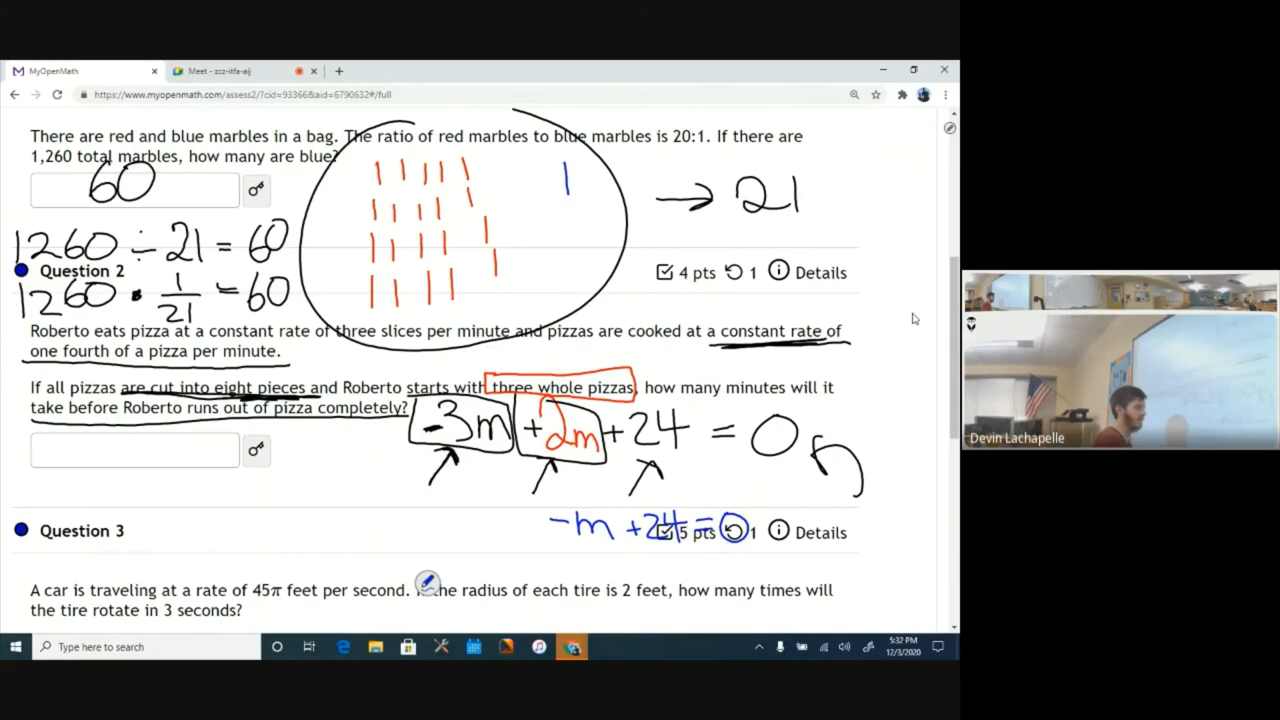 MyOpenMath
Meet - zcz-itfa-aij
https://www.myopenmath.com/assess2/?cid=93366&aid=6790632#/full
There are red and blue marbles in a bag. The ratio of red marbles to blue marbles is 20:1. If there are
1,260 total marbles, how many are blue?
60
→ 21
1260 ÷ 21 = 60
Question 2
4 pts 1 Details
1260 · 1/21 = 60
Roberto eats pizza at a constant rate of three slices per minute and pizzas are cooked at a constant rate of
one fourth of a pizza per minute.
If all pizzas are cut into eight pieces and Roberto starts with three whole pizzas, how many minutes will it
take before Roberto runs out of pizza completely?
-3m +2m +24 = 0
Devin Lachapelle
-m +24 = 0
Question 3
5 pts 1 Details
A car is traveling at a rate of 45π feet per second. the radius of each tire is 2 feet, how many times will
the tire rotate in 3 seconds?
Type here to search
5:32 PM
12/3/2020